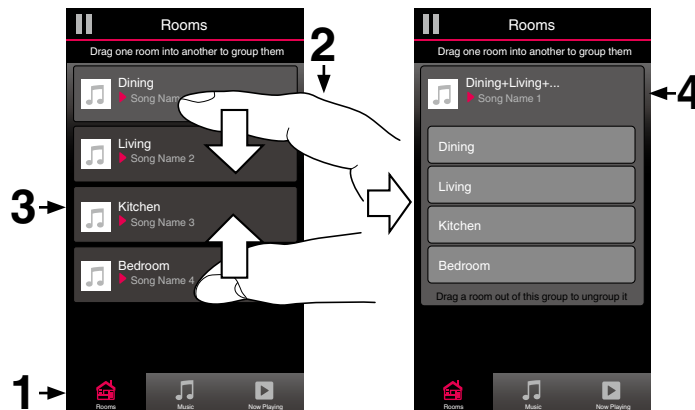 Rooms
Drag one room into another to group them
2
Dining
Song Nam
Living
Song Name 2
3
Kitchen
Song Name 3
Bedroom
Song Name 4
1
Rooms
Music
Now Playing
Rooms
Drag one room into another to group them
Dining+Living+...
Song Name 1
4
Dining
Living
Kitchen
Bedroom
Drag a room out of this group to ungroup it
Rooms
Music
Now Playing